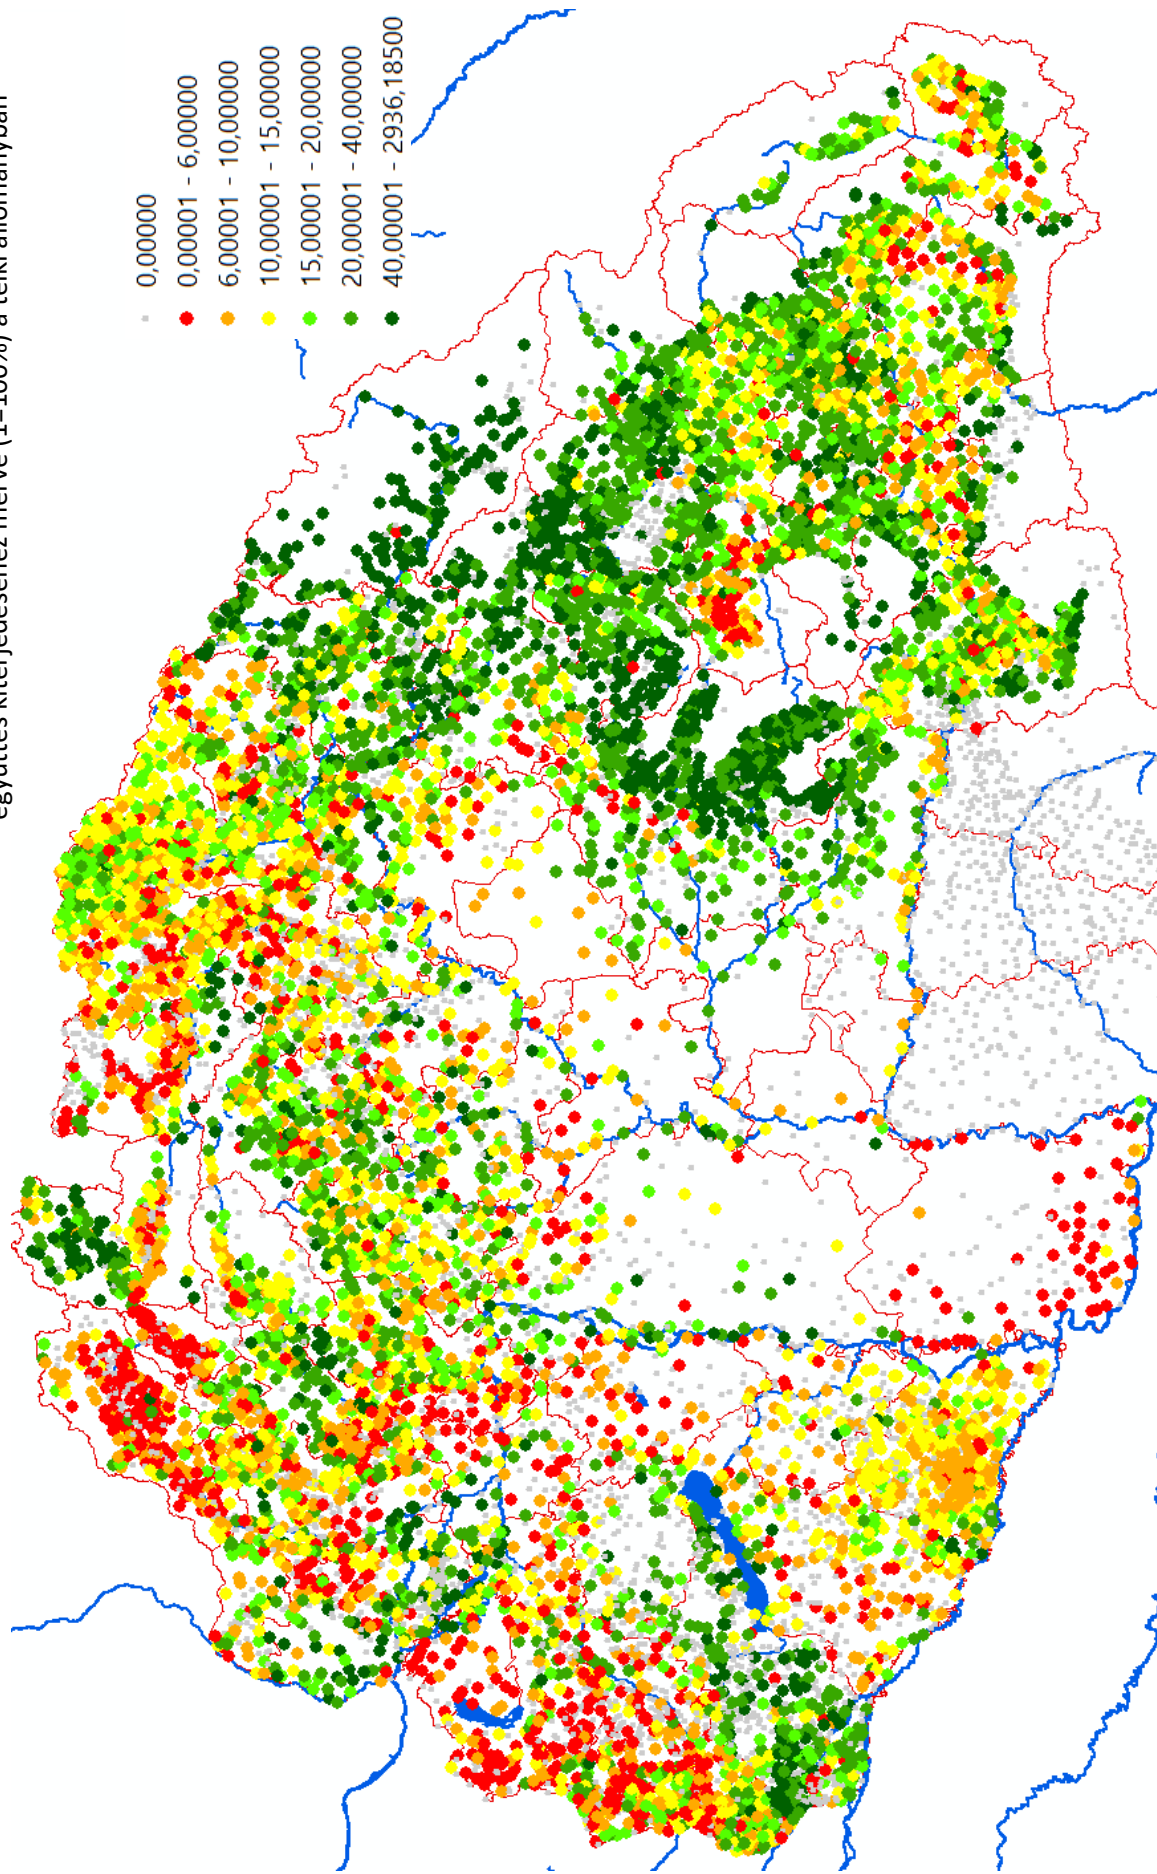 együttes kiterjedéséhez mérve (1=100%) a telki állományban
0,00000
0,00001 - 6,00000
6,00001 - 10,00000
10,00001 - 15,00000
15,00001 - 20,00000
20,00001 - 40,00000
40,00001 - 2936,18500